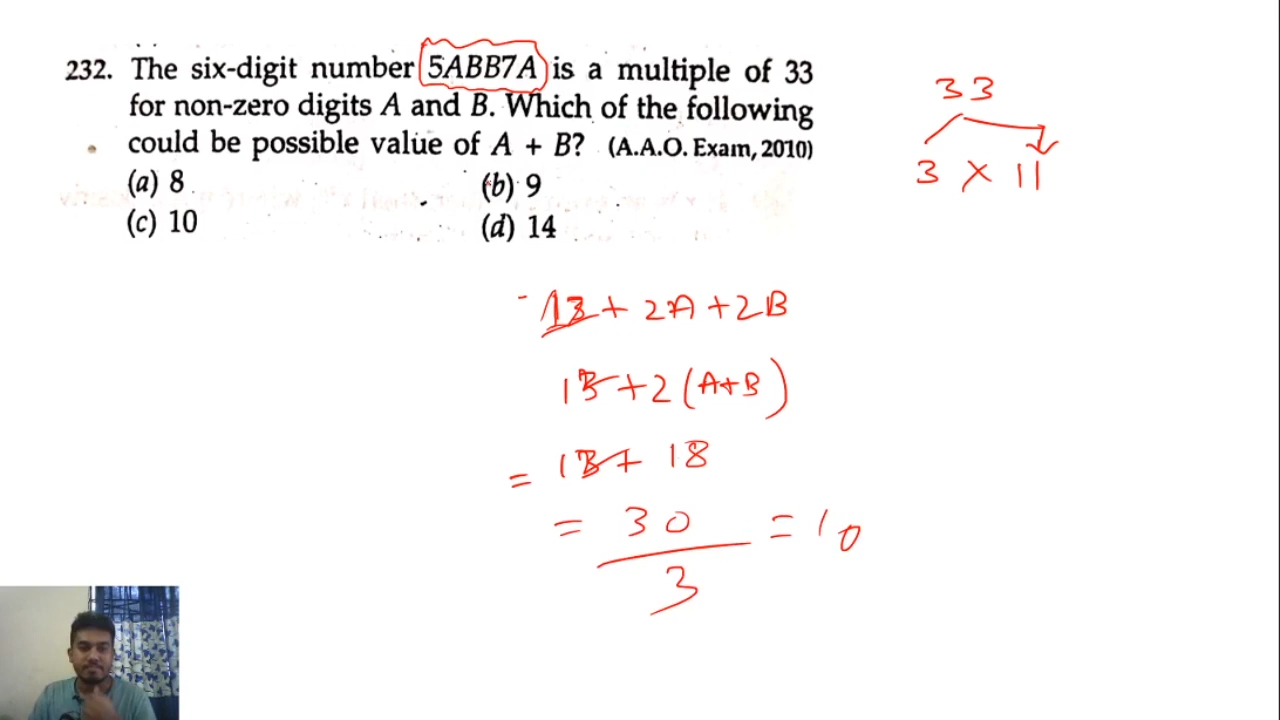 232. The six-digit number 5ABB7A is a multiple of 33
for non-zero digits A and B. Which of the following
could be possible value of A + B? (A.A.O. Exam, 2010)
(a) 8 (b) 9
(c) 10 (d) 14
33
3 × 11
12 + 2A + 2B
12 + 2(A+B)
= 12 + 18
= 30/3 = 10